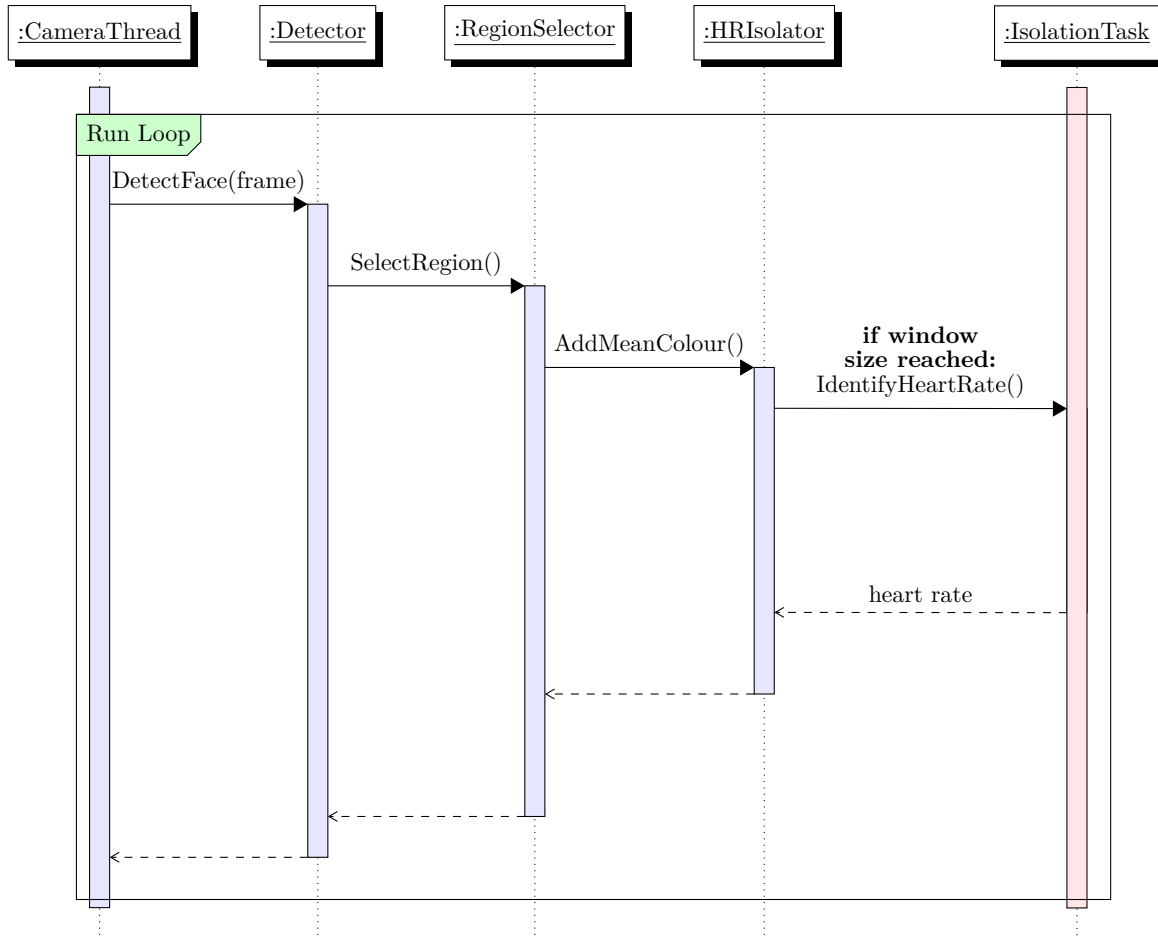 :CameraThread
:Detector
:RegionSelector
:HRIsolator
:IsolationTask
Run Loop
DetectFace(frame)
SelectRegion()
AddMeanColour()
if window
size reached:
IdentifyHeartRate()
heart rate